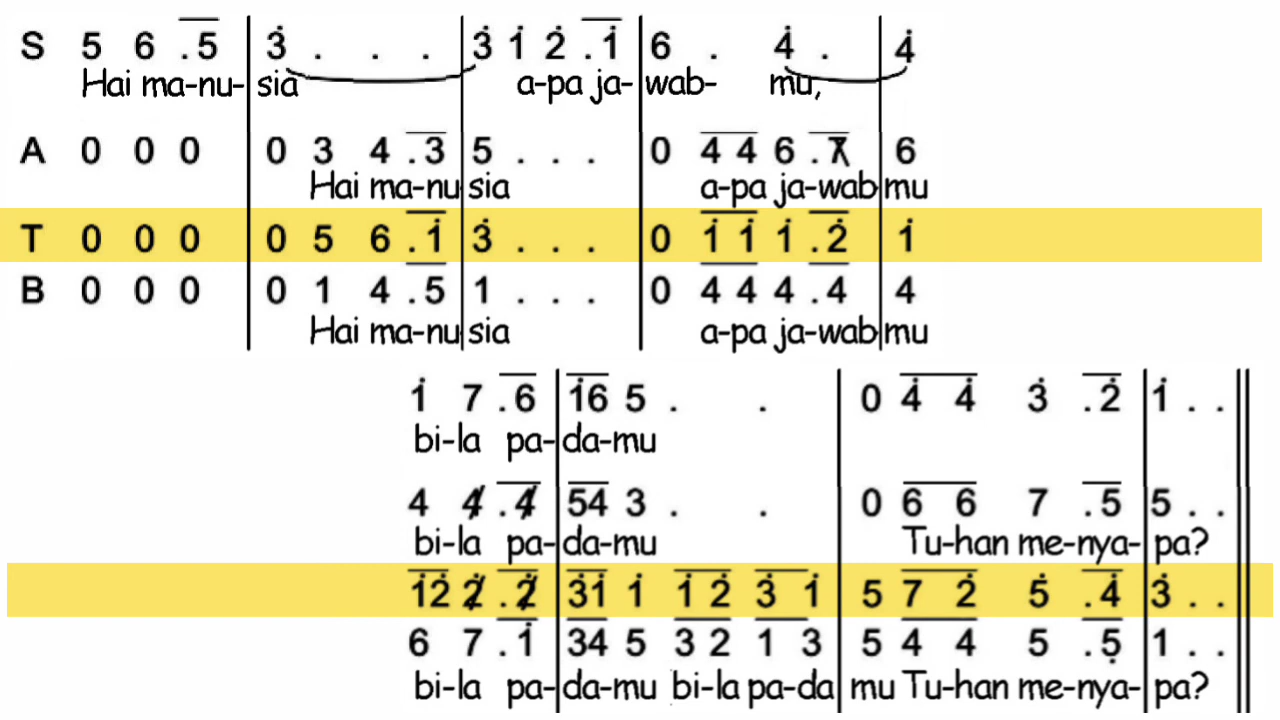 S 5 6 .5 | 3̇ . . . | 3̇ 1̇ 2̇ .1̇ | 6 . 4̇ . | 4̇
Hai ma-nu- sia a-pa ja- wab- mu,
A 0 0 0 | 0 3 4 .3 | 5 . . . | 0 4 4 6 .7̸ | 6
Hai ma-nu sia a-pa ja-wab mu
T 0 0 0 | 0 5 6 .1̇ | 3̇ . . . | 0 1̇ 1̇ 1̇ .2̇ | 1̇
B 0 0 0 | 0 1 4 .5 | 1 . . . | 0 4 4 4 .4 | 4
Hai ma-nu sia a-pa ja-wab mu
1̇ 7 .6 | 1̇6 5 . . | 0 4̇ 4̇ 3̇ .2̇ | 1̇ . . ||
bi-la pa- da-mu
4 4̸ .4̸ | 54 3 . . | 0 6 6 7 .5 | 5 . . ||
bi-la pa- da-mu Tu-han me-nya- pa?
1̇2̇ 2̸̇ .2̸̇ | 3̇1̇ 1̇ 1̇ 2̇ 3̇ 1̇ | 5 7 2̇ 5̇ .4̇ | 3̇ . . ||
6 7 .1̇ | 34 5 3 2 1 3 | 5 4 4 5 .5̣ | 1 . . ||
bi-la pa- da-mu bi-la pa-da mu Tu-han me-nya- pa?